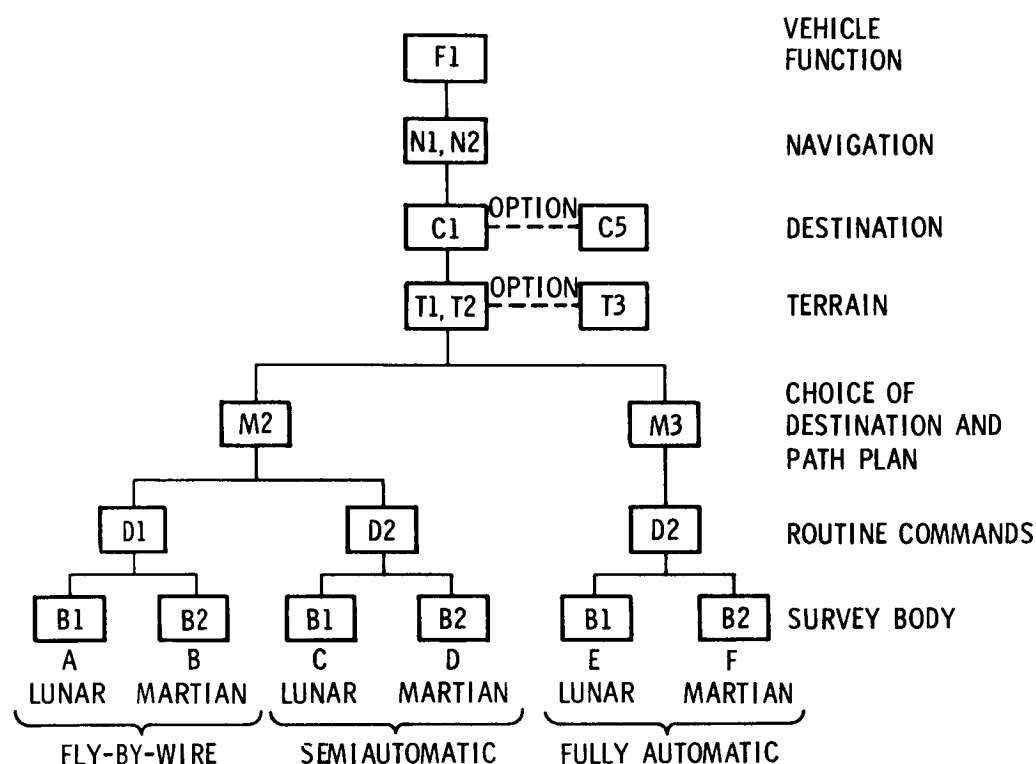 VEHICLE
FUNCTION
F1
N1, N2
NAVIGATION
OPTION
C1
C5
DESTINATION
OPTION
T1, T2
T3
TERRAIN
CHOICE OF
DESTINATION AND
PATH PLAN
M2
M3
D1
D2
D2
ROUTINE COMMANDS
B1
B2
B1
B2
B1
B2
SURVEY BODY
A
B
C
D
E
F
LUNAR
MARTIAN
LUNAR
MARTIAN
LUNAR
MARTIAN
FLY-BY-WIRE
SEMIAUTOMATIC
FULLY AUTOMATIC